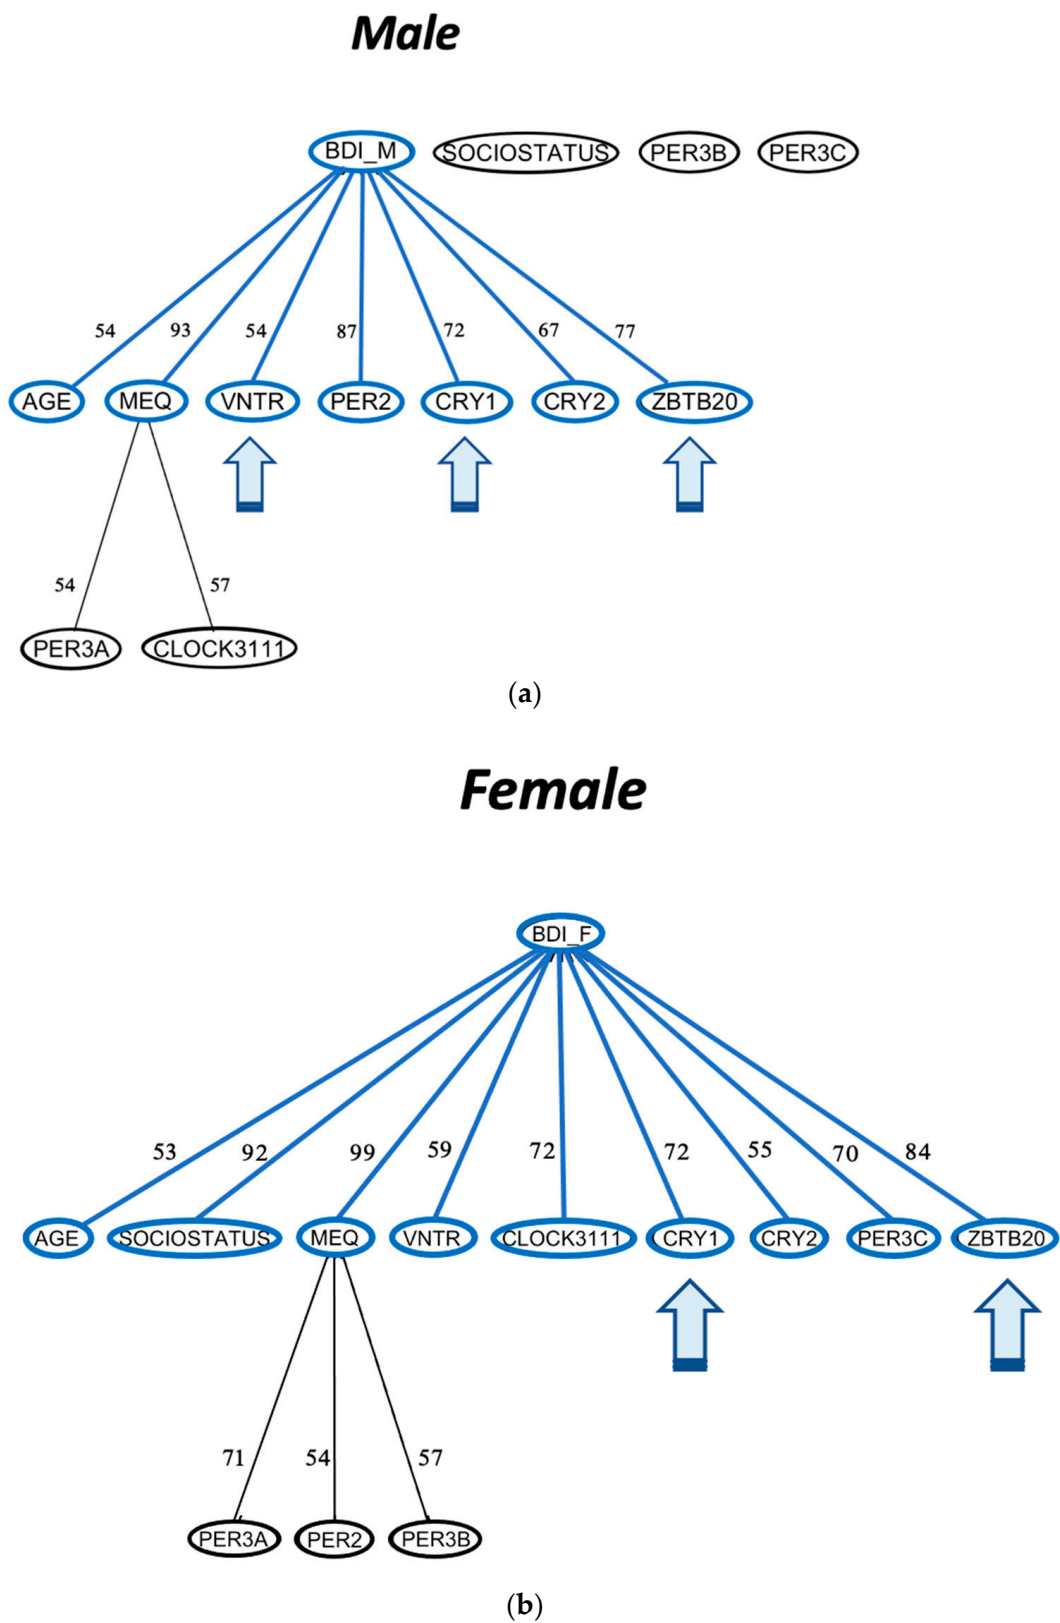 Male
BDI_M SOCIOSTATUS PER3B PER3C
54 93 54 87 72 67 77
AGE MEQ VNTR PER2 CRY1 CRY2 ZBTB20
54 57
PER3A CLOCK3111
(a)
Female
BDI_F
53 92 99 59 72 72 55 70 84
AGE SOCIOSTATUS MEQ VNTR CLOCK3111 CRY1 CRY2 PER3C ZBTB20
71 54 57
PER3A PER2 PER3B
(b)